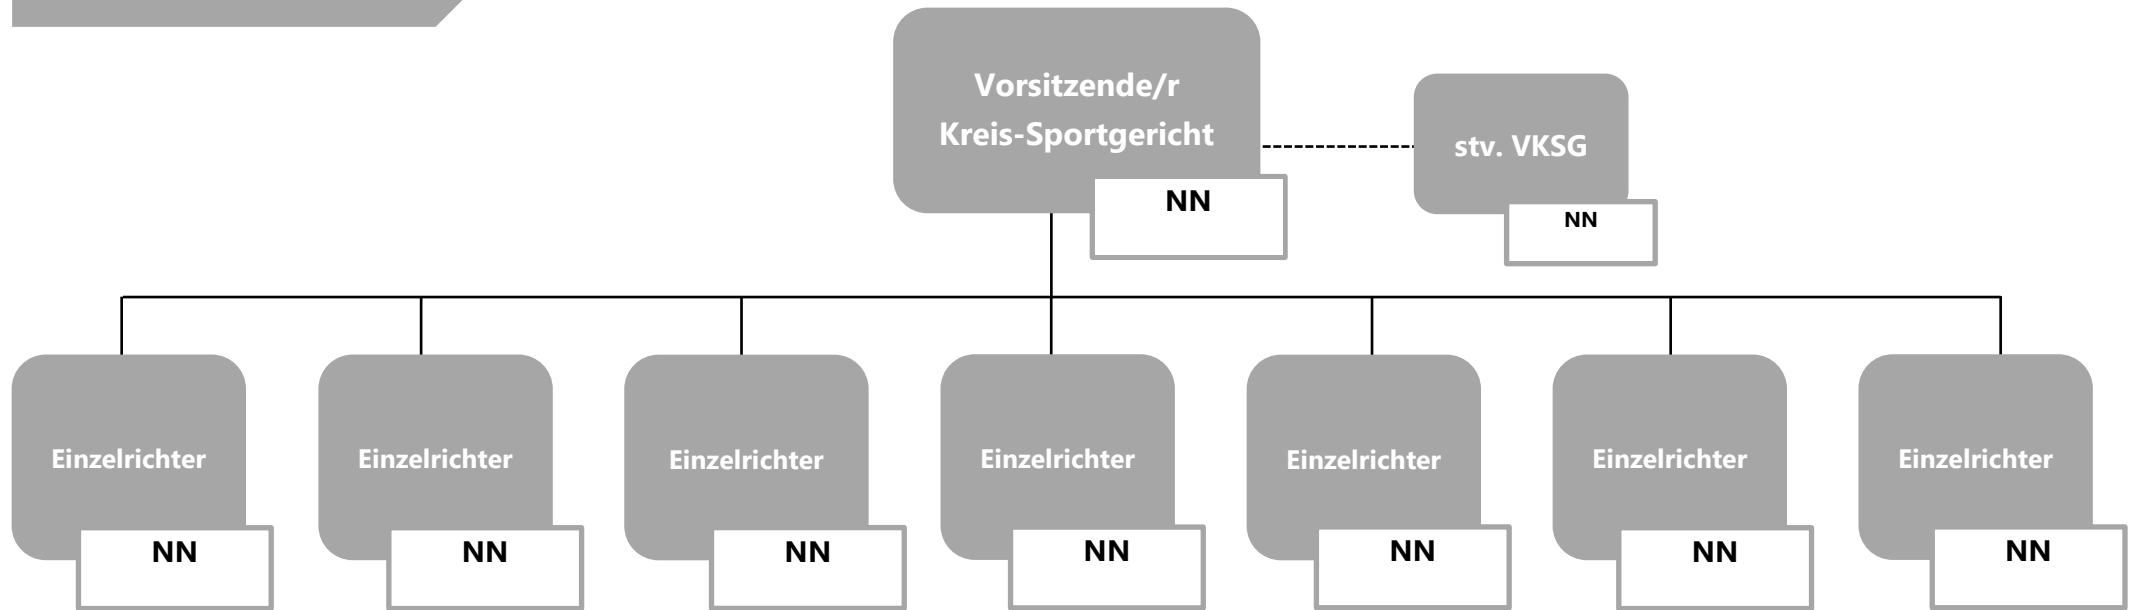 Vorsitzende/r
Kreis-Sportgericht
NN
stv. VKSG
NN
Einzelrichter
NN
Einzelrichter
NN
Einzelrichter
NN
Einzelrichter
NN
Einzelrichter
NN
Einzelrichter
NN
Einzelrichter
NN